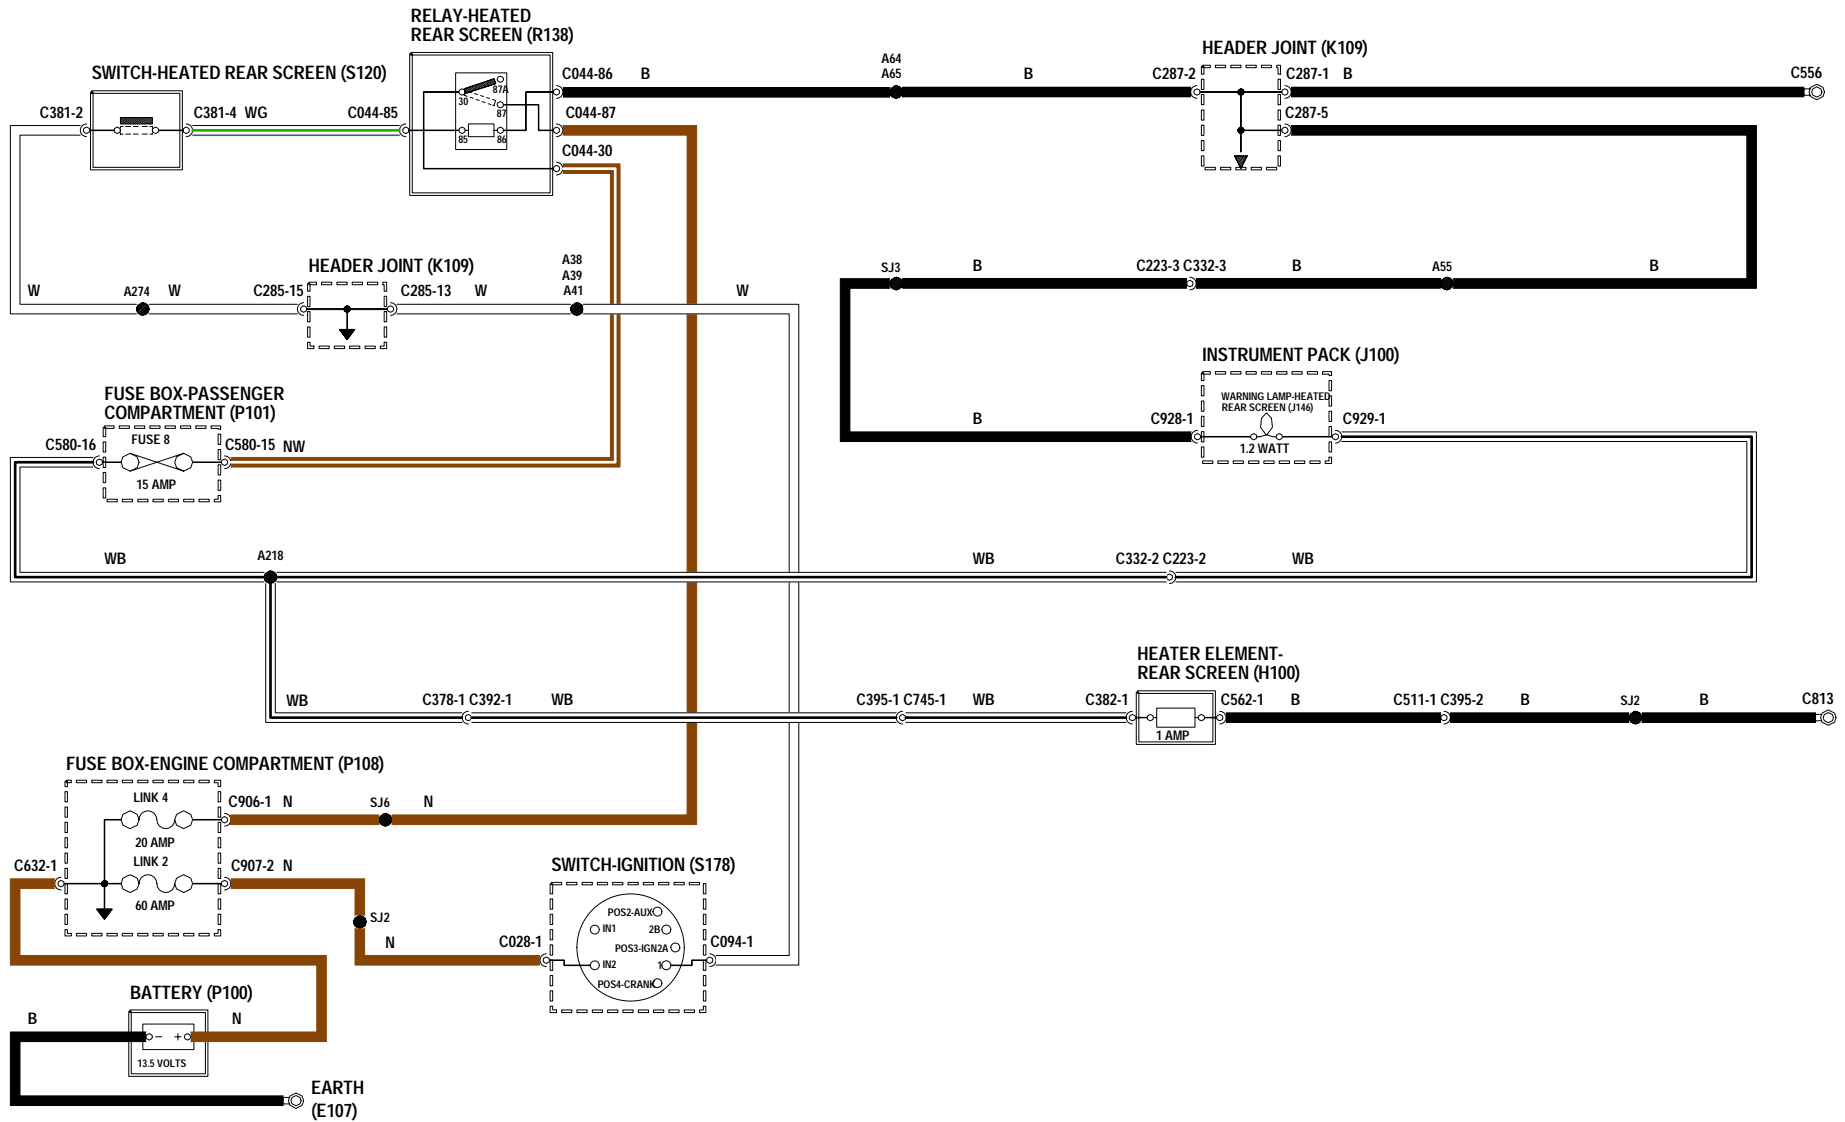 RELAY-HEATED
REAR SCREEN (R138)
SWITCH-HEATED REAR SCREEN (S120)
HEADER JOINT (K109)
C381-2
C381-4 WG
C044-85
30
87A
87
85
86
C044-86 B
C044-87
C044-30
A64
A65
B
C287-2
C287-1 B
C287-5
C556
HEADER JOINT (K109)
W
A274
W
C285-15
C285-13 W
A38
A39
A41
W
SJ3
B
C223-3 C332-3
B
A55
B
INSTRUMENT PACK (J100)
WARNING LAMP-HEATED
REAR SCREEN (J146)
1.2 WATT
B
C928-1
C929-1
FUSE BOX-PASSENGER
COMPARTMENT (P101)
C580-16
FUSE 8
15 AMP
C580-15 NW
WB
A218
WB
C332-2 C223-2
WB
HEATER ELEMENT-
REAR SCREEN (H100)
WB
C378-1 C392-1
WB
C395-1 C745-1
WB
C382-1
1 AMP
C562-1
B
C511-1 C395-2
B
SJ2
B
C813
FUSE BOX-ENGINE COMPARTMENT (P108)
LINK 4
20 AMP
LINK 2
60 AMP
C906-1 N
SJ6
N
C632-1
C907-2 N
SJ2
N
SWITCH-IGNITION (S178)
C028-1
POS2-AUX
IN1
2B
POS3-IGN2A
IN2
1
POS4-CRANK
C094-1
BATTERY (P100)
B
N
- +
13.5 VOLTS
EARTH
(E107)